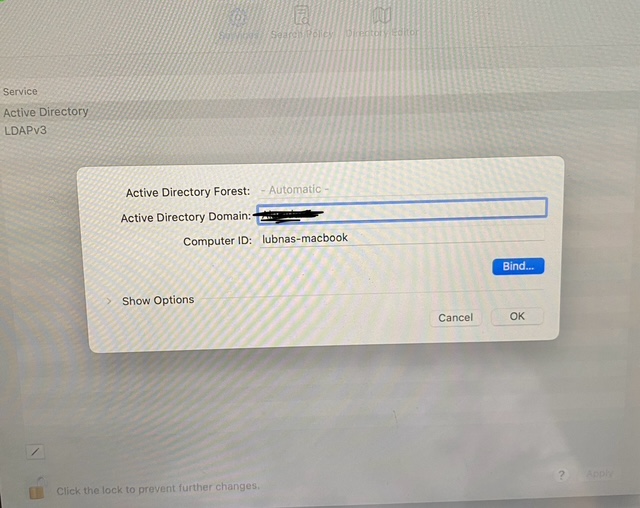 Services Search Policy Directory Editor
Service
Active Directory
LDAPv3
Active Directory Forest: - Automatic -
Active Directory Domain:
Computer ID: lubnas-macbook
Bind...
> Show Options
Cancel OK
Click the lock to prevent further changes.
? Apply